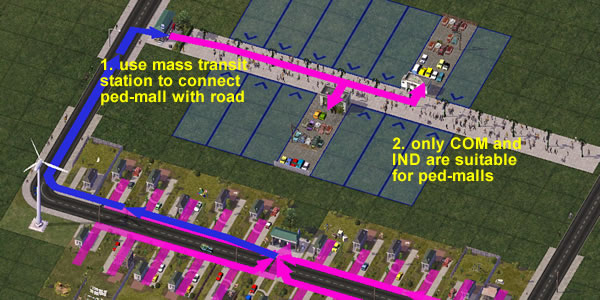 1. use mass transit
station to connect
ped-mall with road
2. only COM and
IND are suitable
for ped-malls